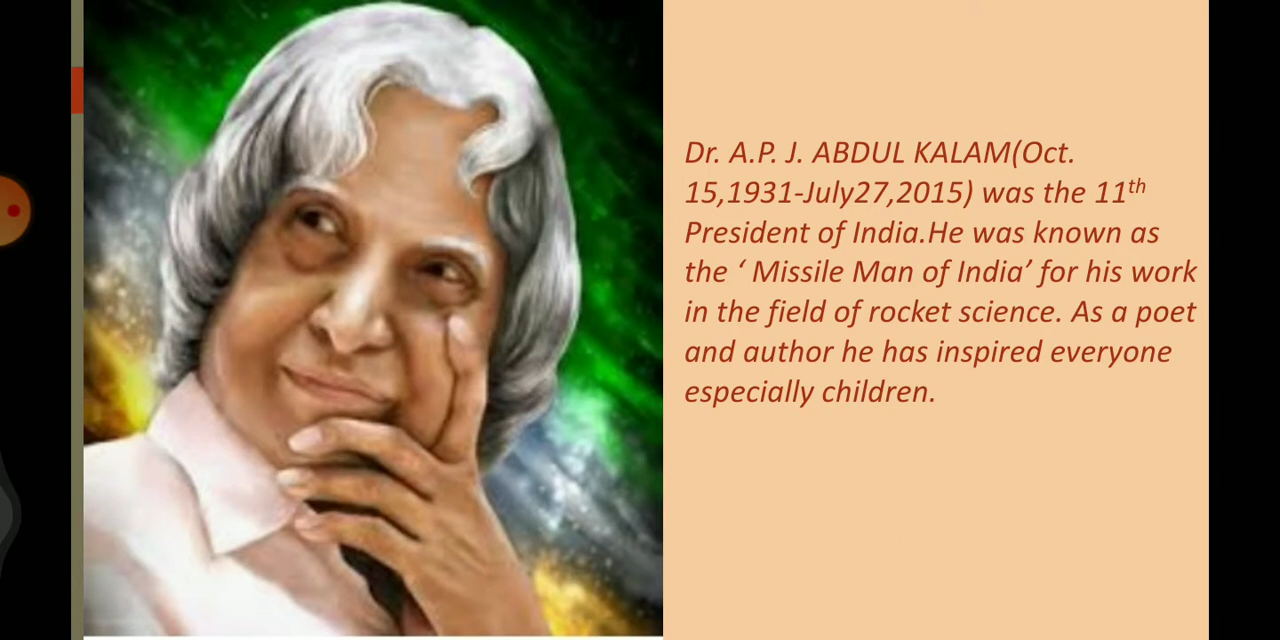 Dr. A.P. J. ABDUL KALAM(Oct.
15,1931-July27,2015) was the 11th
President of India.He was known as
the ‘ Missile Man of India’ for his work
in the field of rocket science. As a poet
and author he has inspired everyone
especially children.